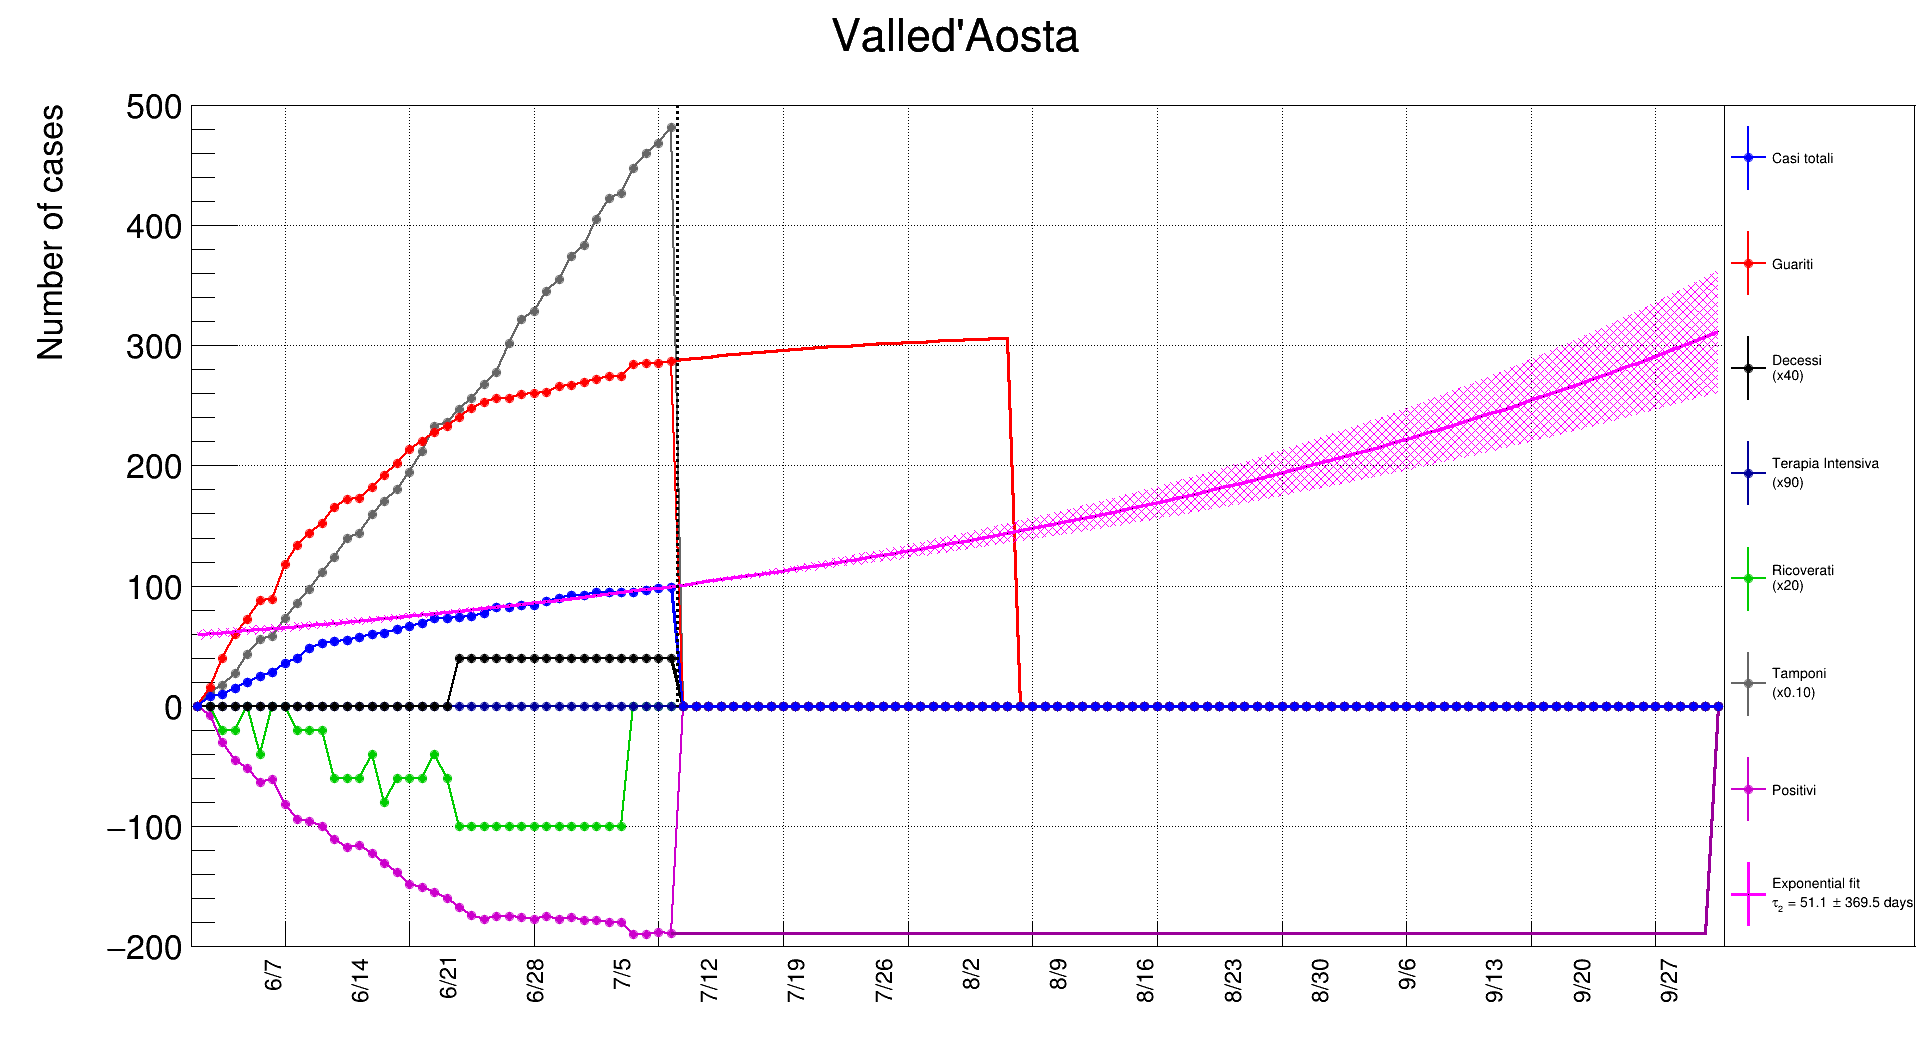 Valled'Aosta
Number of cases
500
400
300
200
100
0
−100
−200
6/7
6/14
6/21
6/28
7/5
7/12
7/19
7/26
8/2
8/9
8/16
8/23
8/30
9/6
9/13
9/20
9/27
Casi totali
Guariti
Decessi
(x40)
Terapia Intensiva
(x90)
Ricoverati
(x20)
Tamponi
(x0.10)
Positivi
Exponential fit
τ2 = 51.1 ± 369.5 days